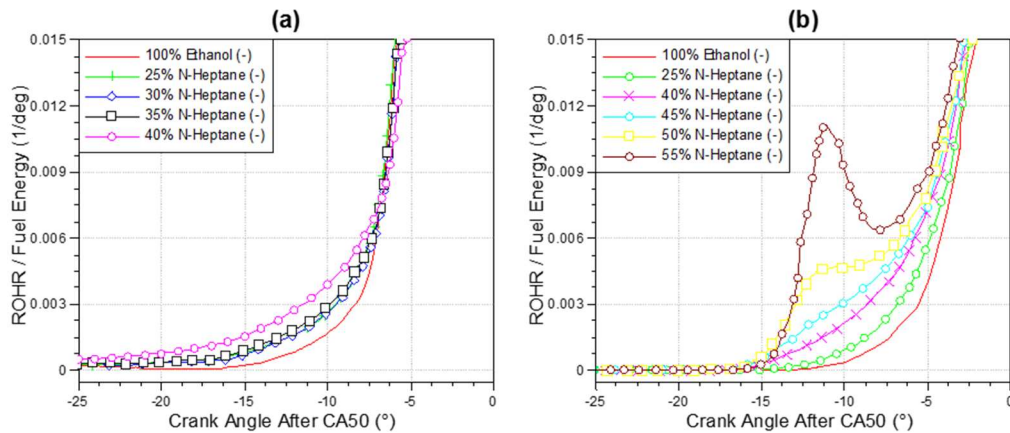 (a)
ROHR / Fuel Energy (1/deg)
0.015
0.012
0.009
0.006
0.003
0
100% Ethanol (-)
25% N-Heptane (-)
30% N-Heptane (-)
35% N-Heptane (-)
40% N-Heptane (-)
-25 -20 -15 -10 -5 0
Crank Angle After CA50 (°)
(b)
ROHR / Fuel Energy (1/deg)
0.015
0.012
0.009
0.006
0.003
0
100% Ethanol (-)
25% N-Heptane (-)
40% N-Heptane (-)
45% N-Heptane (-)
50% N-Heptane (-)
55% N-Heptane (-)
-25 -20 -15 -10 -5 0
Crank Angle After CA50 (°)